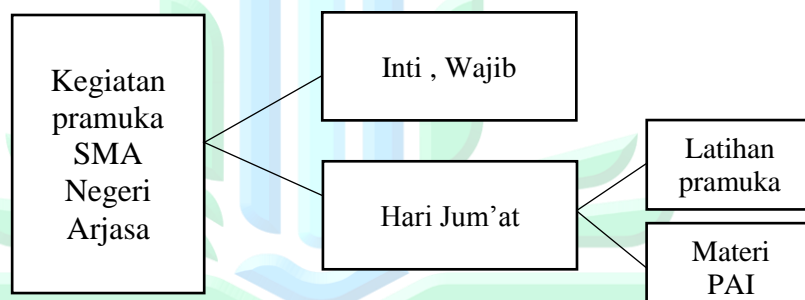 Kegiatan
pramuka
SMA
Negeri
Arjasa
Inti , Wajib
Hari Jum’at
Latihan
pramuka
Materi
PAI